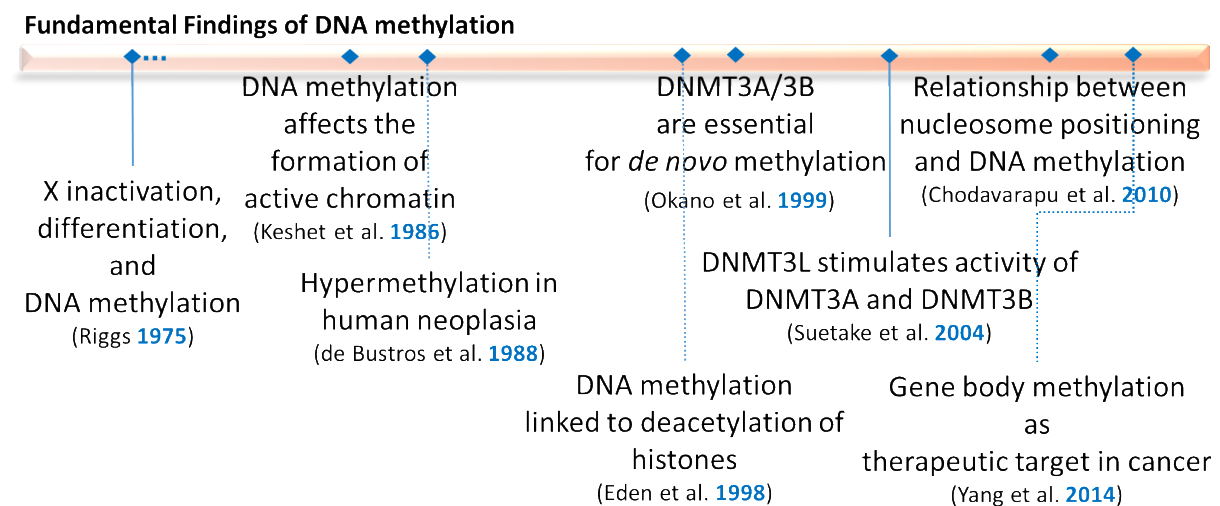 Fundamental Findings of DNA methylation
X inactivation,
differentiation,
and
DNA methylation
(Riggs 1975)
DNA methylation
affects the
formation of
active chromatin
(Keshet et al. 1986)
Hypermethylation in
human neoplasia
(de Bustros et al. 1988)
DNA methylation
linked to deacetylation of
histones
(Eden et al. 1998)
DNMT3A/3B
are essential
for de novo methylation
(Okano et al. 1999)
DNMT3L stimulates activity of
DNMT3A and DNMT3B
(Suetake et al. 2004)
Relationship between
nucleosome positioning
and DNA methylation
(Chodavarapu et al. 2010)
Gene body methylation
as
therapeutic target in cancer
(Yang et al. 2014)